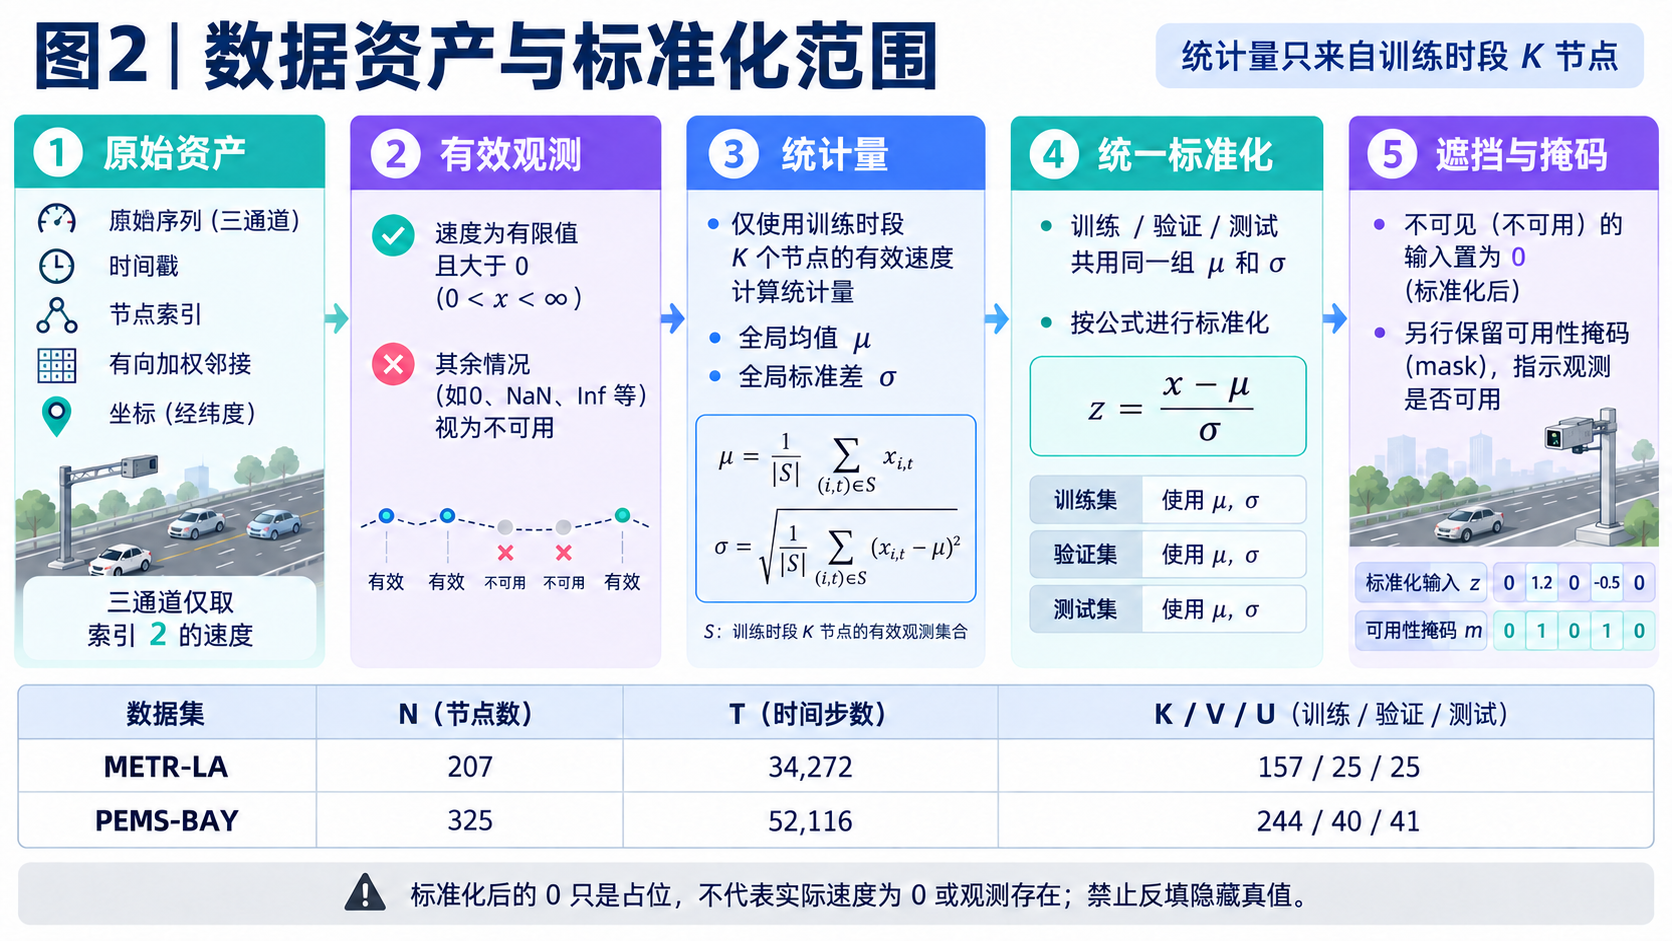 图2 | 数据资产与标准化范围
统计量只来自训练时段 K 节点
1 原始资产
原始序列 (三通道)
时间戳
节点索引
有向加权邻接
坐标 (经纬度)
三通道仅取
索引 2 的速度
2 有效观测
速度为有限值
且大于 0
(0 < x < ∞)
其余情况
(如0、NaN、Inf 等)
视为不可用
有效 有效 不可用 不可用 有效
3 统计量
仅使用训练时段
K 个节点的有效速度
计算统计量
全局均值 μ
全局标准差 σ
μ = \frac{1}{|S|} \sum_{(i,t)∈S} x_{i,t}
σ = \sqrt{\frac{1}{|S|} \sum_{(i,t)∈S} (x_{i,t} − μ)^2}
S：训练时段 K 节点的有效观测集合
4 统一标准化
训练 / 验证 / 测试
共用同一组 μ 和 σ
按公式进行标准化
z = \frac{x − μ}{σ}
训练集 使用 μ, σ
验证集 使用 μ, σ
测试集 使用 μ, σ
5 遮挡与掩码
不可见（不可用）的
输入置为 0
(标准化后)
另行保留可用性掩码
(mask)，指示观测
是否可用
标准化输入 z 0 1.2 0 -0.5 0
可用性掩码 m 0 1 0 1 0
数据集 N（节点数） T（时间步数） K / V / U（训练 / 验证 / 测试）
METR-LA 207 34,272 157 / 25 / 25
PEMS-BAY 325 52,116 244 / 40 / 41
标准化后的 0 只是占位，不代表实际速度为 0 或观测存在；禁止反填隐藏真值。